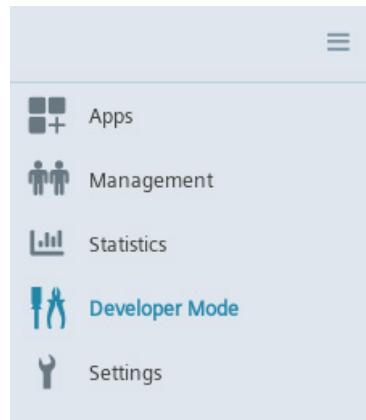 Apps
Management
Statistics
Developer Mode
Settings